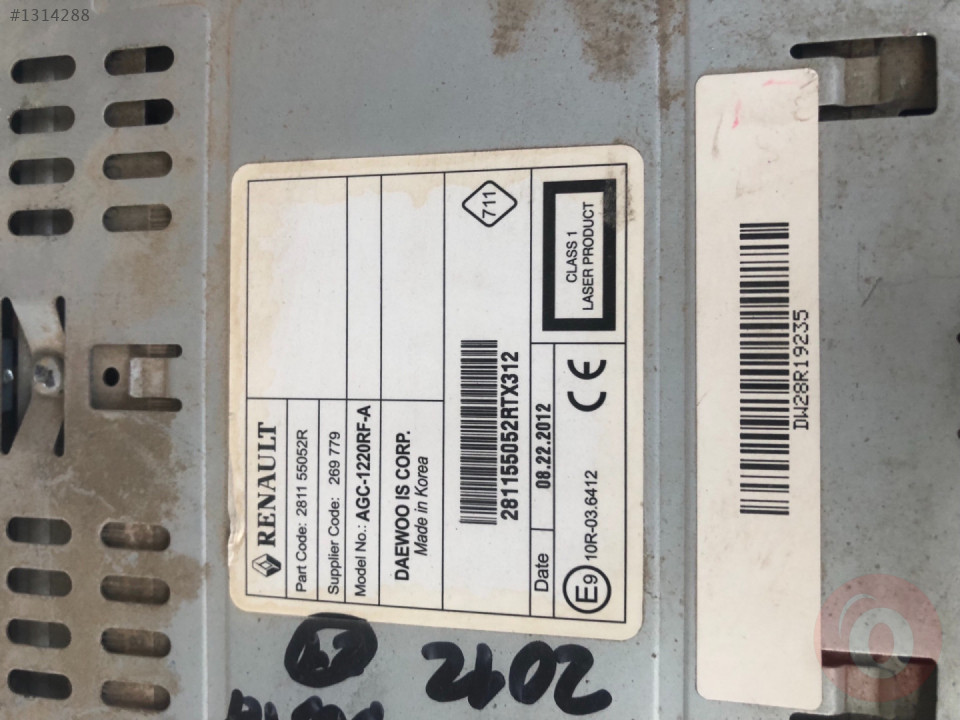 #1314288
RENAULT
Part Code: 2811 55052R
Supplier Code: 269 779
Model No.: AGC-1220RF-A
DAEWOO IS CORP.
Made in Korea
281155052RTX312
711
Date
08.22.2012
E9 10R-03.6412
CE
CLASS 1
LASER PRODUCT
DW28R19235
2012